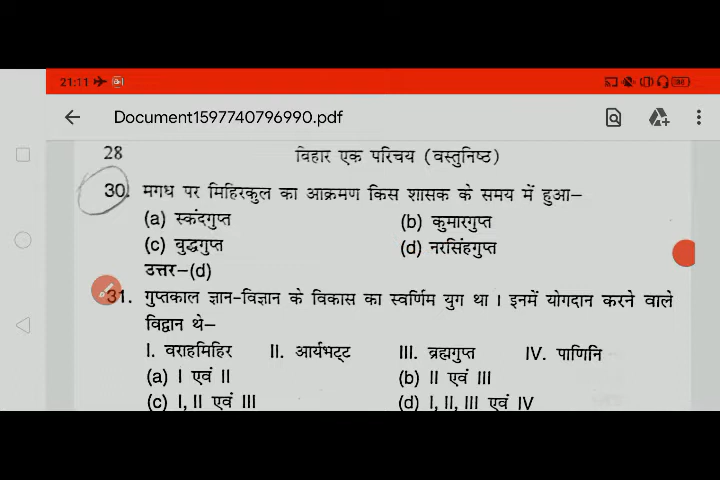 21:11
Document1597740796990.pdf
28
विहार एक परिचय (वस्तुनिष्ठ)
30. मगध पर मिहिरकुल का आक्रमण किस शासक के समय में हुआ–
(a) स्कंदगुप्त (b) कुमारगुप्त
(c) वुद्धगुप्त (d) नरसिंहगुप्त
उत्तर–(d)
31. गुप्तकाल ज्ञान-विज्ञान के विकास का स्वर्णिम युग था । इनमें योगदान करने वाले
विद्वान थे–
I. वराहमिहिर II. आर्यभट्ट III. ब्रह्मगुप्त IV. पाणिनि
(a) I एवं II (b) II एवं III
(c) I, II एवं III (d) I, II, III एवं IV